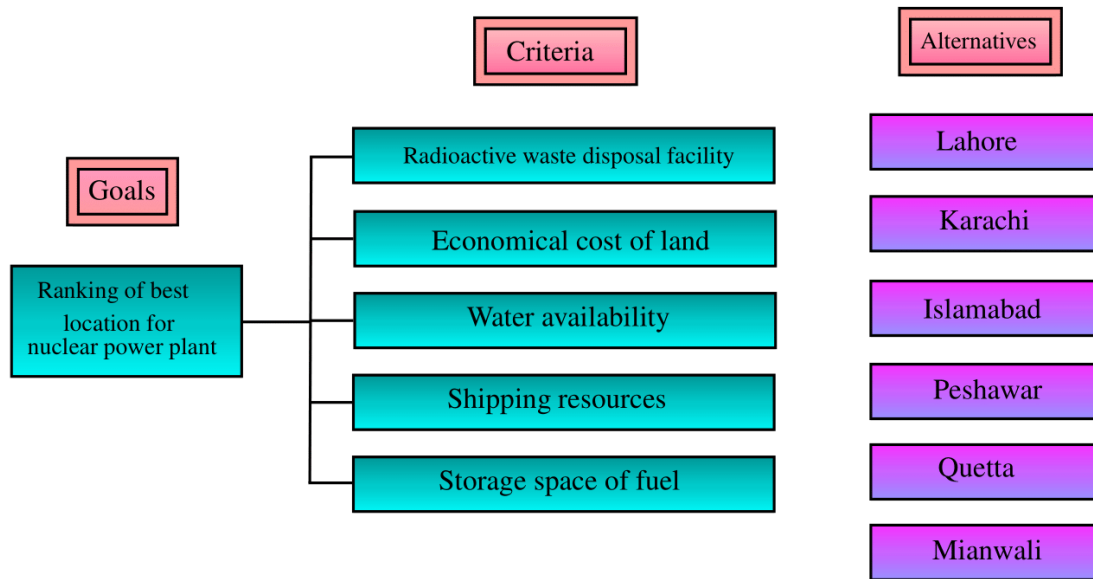 Goals
Ranking of best
location for
nuclear power plant
Criteria
Radioactive waste disposal facility
Economical cost of land
Water availability
Shipping resources
Storage space of fuel
Alternatives
Lahore
Karachi
Islamabad
Peshawar
Quetta
Mianwali